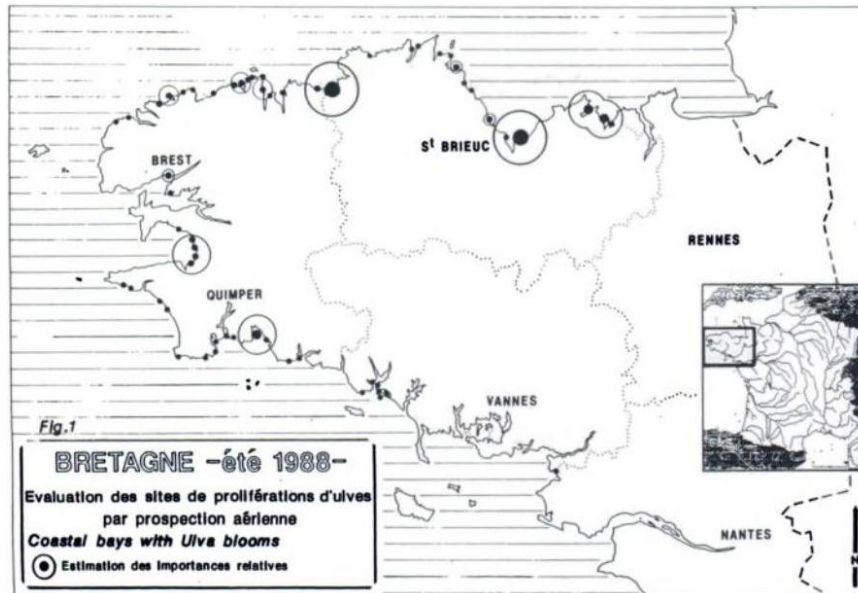 BREST
St BRIEUC
RENNES
QUIMPER
VANNES
NANTES
N
Fig.1
BRETAGNE -été 1988-
Evaluation des sites de proliférations d'ulves
par prospection aérienne
Coastal bays with Ulva blooms
Estimation des importances relatives